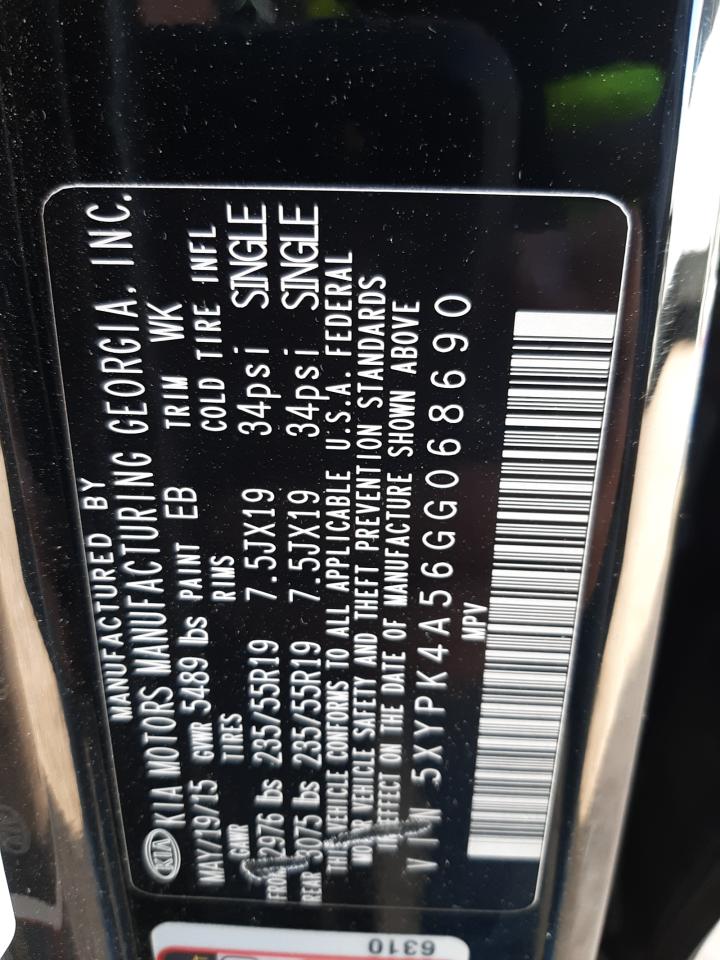 MANUFACTURED BY
KIA KIA MOTORS MANUFACTURING GEORGIA, INC.
MAY/19/15 GVWR 5489 lbs PAINT EB TRIM WK
GAWR TIRES RIMS COLD TIRE INFL
FRONT 2976 lbs 235/55R19 7.5JX19 34psi SINGLE
REAR 3075 lbs 235/55R19 7.5JX19 34psi SINGLE
THIS VEHICLE CONFORMS TO ALL APPLICABLE U.S.A. FEDERAL
MOTOR VEHICLE SAFETY AND THEFT PREVENTION STANDARDS
IN EFFECT ON THE DATE OF MANUFACTURE SHOWN ABOVE
VIN 5XYPK4A56GG068690
MPV
6310